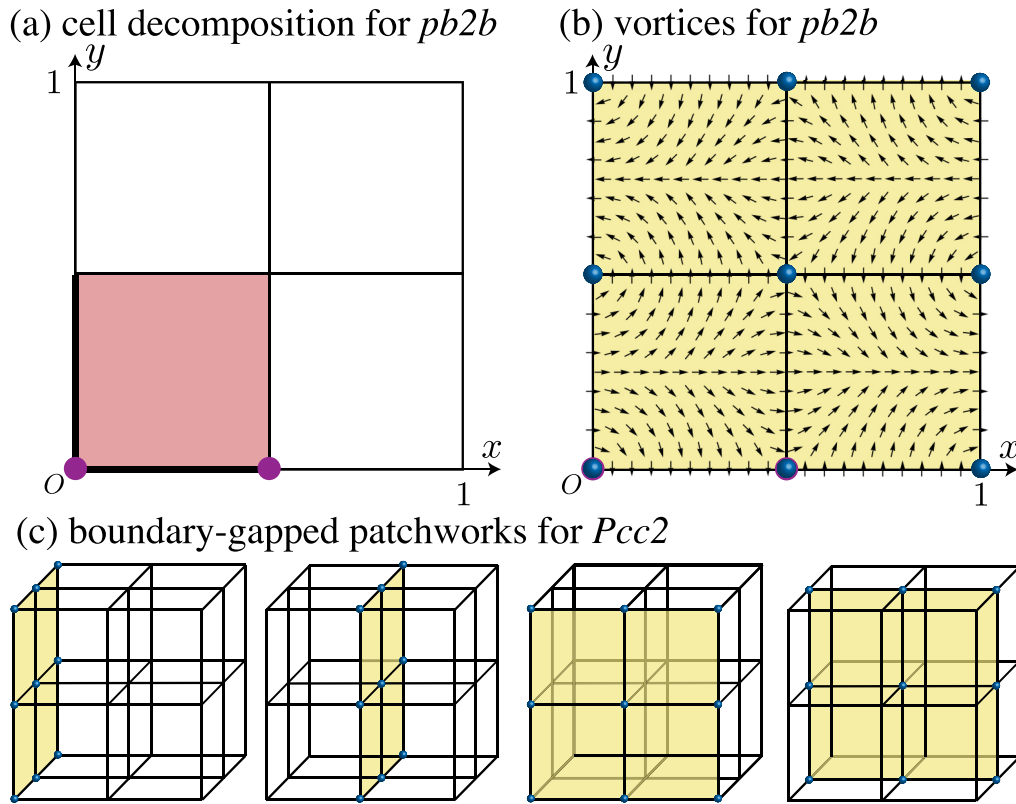 (a) cell decomposition for pb2b
(b) vortices for pb2b
y
1
O
x
1
y
1
O
x
1
(c) boundary-gapped patchworks for Pcc2